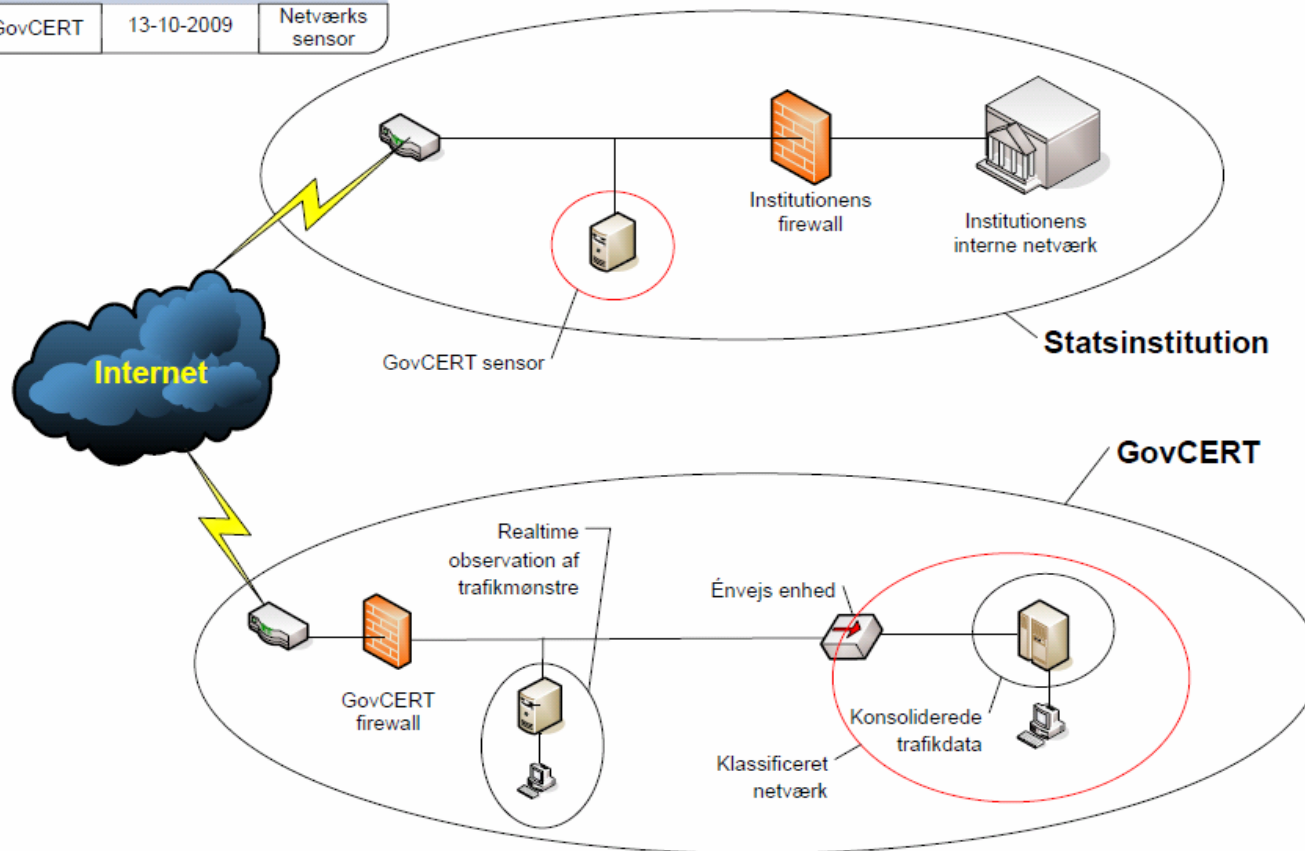 GovCERT
13-10-2009
Netværks
sensor
Institutionens
firewall
Institutionens
interne netværk
GovCERT sensor
Statsinstitution
Internet
GovCERT
Realtime
observation af
trafikmønstre
Énvejs enhed
GovCERT
firewall
Konsoliderede
trafikdata
Klassificeret
netværk